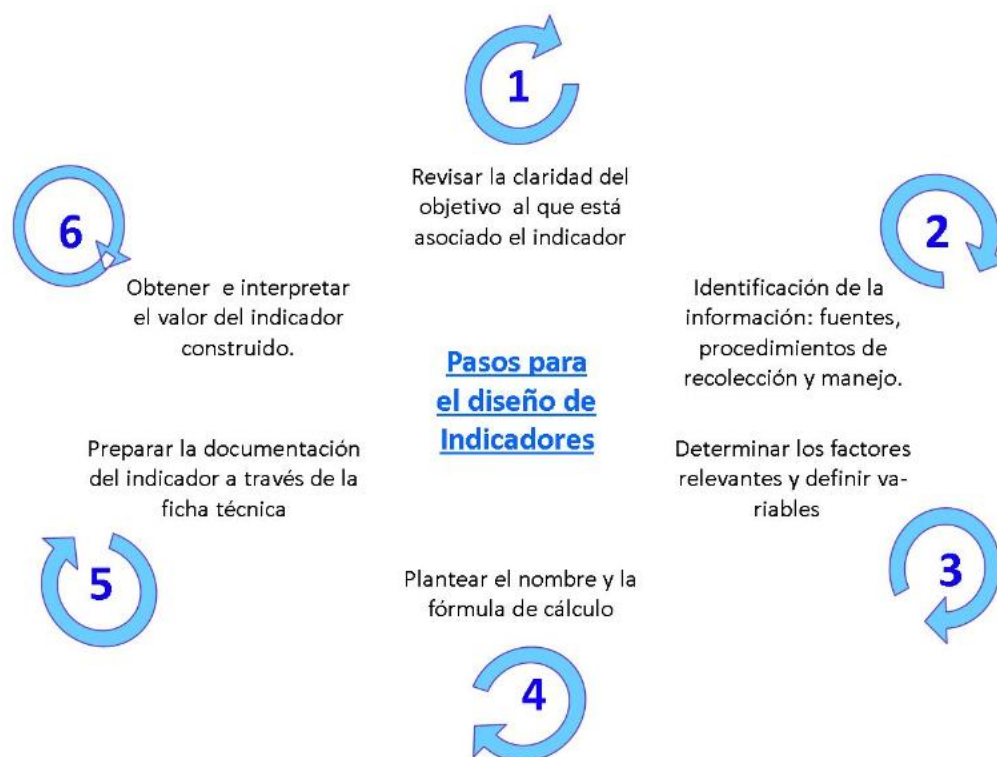 1
Revisar la claridad del
objetivo al que está
asociado el indicador
2
Identificación de la
información: fuentes,
procedimientos de
recolección y manejo.
3
Determinar los factores
relevantes y definir va-
riables
4
Plantear el nombre y la
fórmula de cálculo
5
Preparar la documentación
del indicador a través de la
ficha técnica
6
Obtener e interpretar
el valor del indicador
construido.
Pasos para
el diseño de
Indicadores